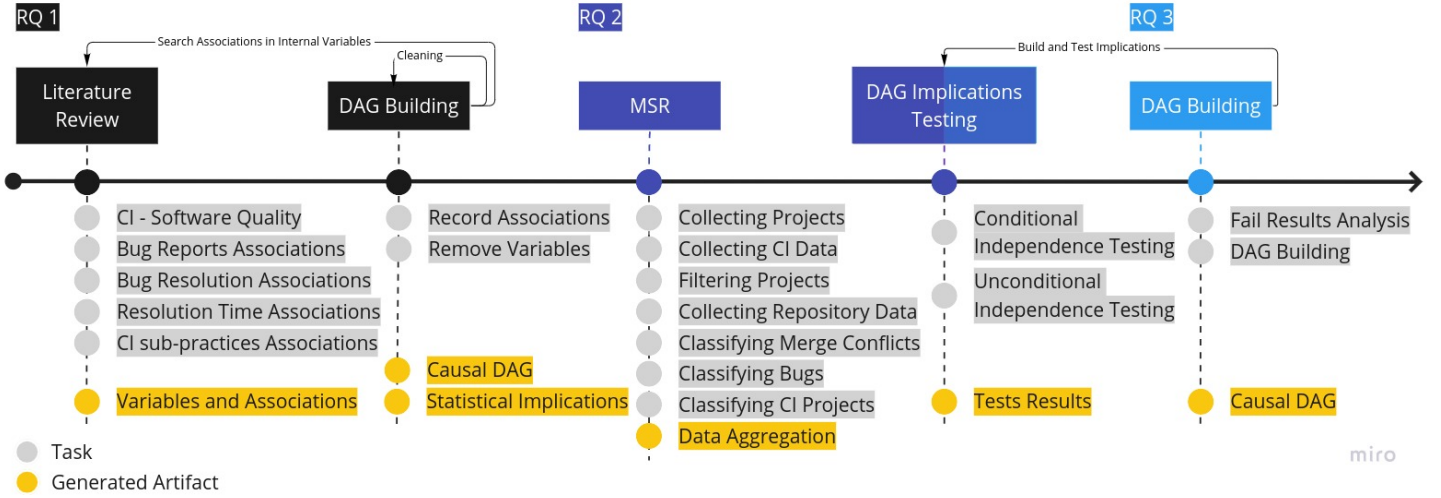 RQ 1
RQ 2
RQ 3
Search Associations in Internal Variables
Cleaning
Build and Test Implications
Literature
Review
DAG Building
MSR
DAG Implications
Testing
DAG Building
CI - Software Quality
Bug Reports Associations
Bug Resolution Associations
Resolution Time Associations
CI sub-practices Associations
Variables and Associations
Record Associations
Remove Variables
Causal DAG
Statistical Implications
Collecting Projects
Collecting CI Data
Filtering Projects
Collecting Repository Data
Classifying Merge Conflicts
Classifying Bugs
Classifying CI Projects
Data Aggregation
Conditional
Independence Testing
Unconditional
Independence Testing
Tests Results
Fail Results Analysis
DAG Building
Causal DAG
Task
Generated Artifact
miro